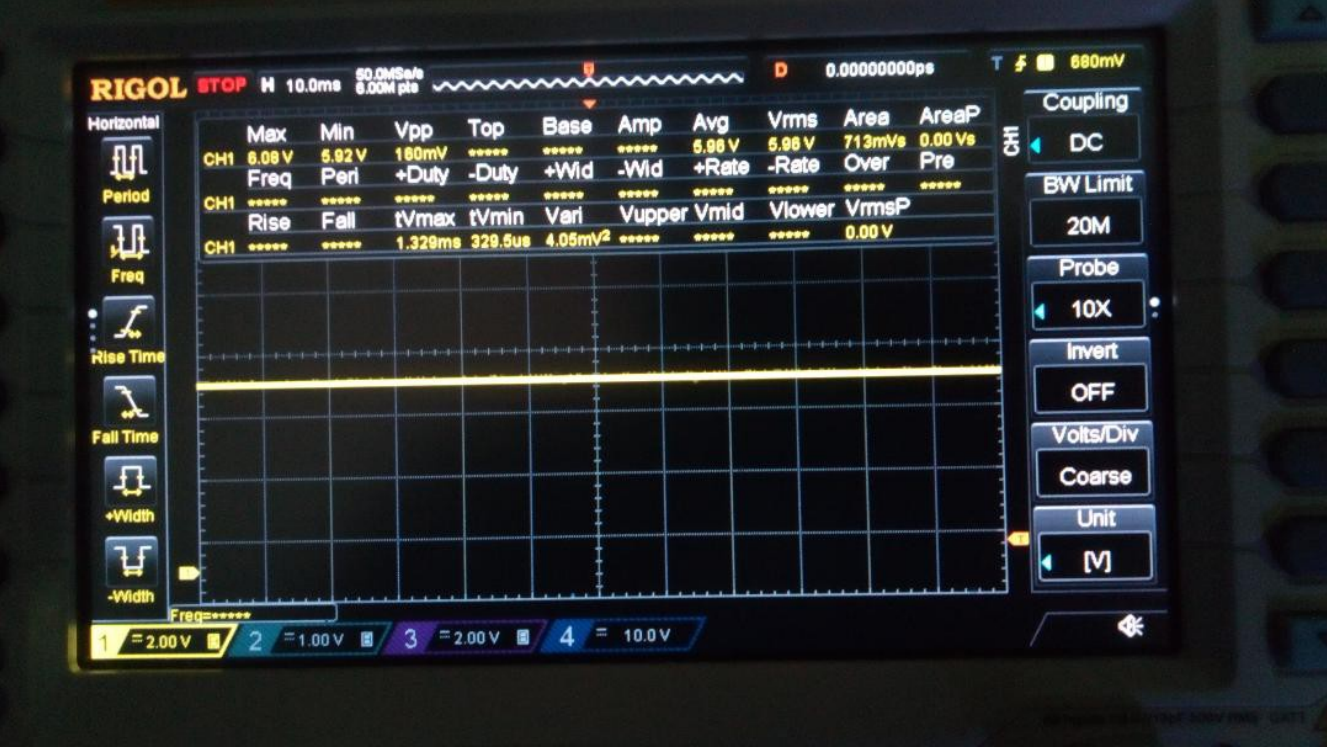 RIGOL STOP H 10.0ms 50.0MSa/s 6.00M pts D 0.00000000ps T 1 680mV
Horizontal
Period
Freq
Rise Time
Fall Time
+Width
-Width
Max Min Vpp Top Base Amp Avg Vrms Area AreaP
CH1 6.08 V 5.92 V 160mV ***** ***** ***** 5.96 V 5.96 V 713mVs 0.00 Vs
Freq Peri +Duty -Duty +Wid -Wid +Rate -Rate Over Pre
CH1 ***** ***** ***** ***** ***** ***** ***** ***** ***** *****
Rise Fall tVmax tVmin Vari Vupper Vmid Vlower VrmsP
CH1 ***** ***** 1.329ms 329.5us 4.05mV² ***** ***** ***** 0.00 V
T
1
T
Freq=*****
CH1
Coupling
DC
BW Limit
20M
Probe
10X
Invert
OFF
Volts/Div
Coarse
Unit
[V]
1 = 2.00 V B 2 = 1.00 V B 3 = 2.00 V B 4 = 10.0 V